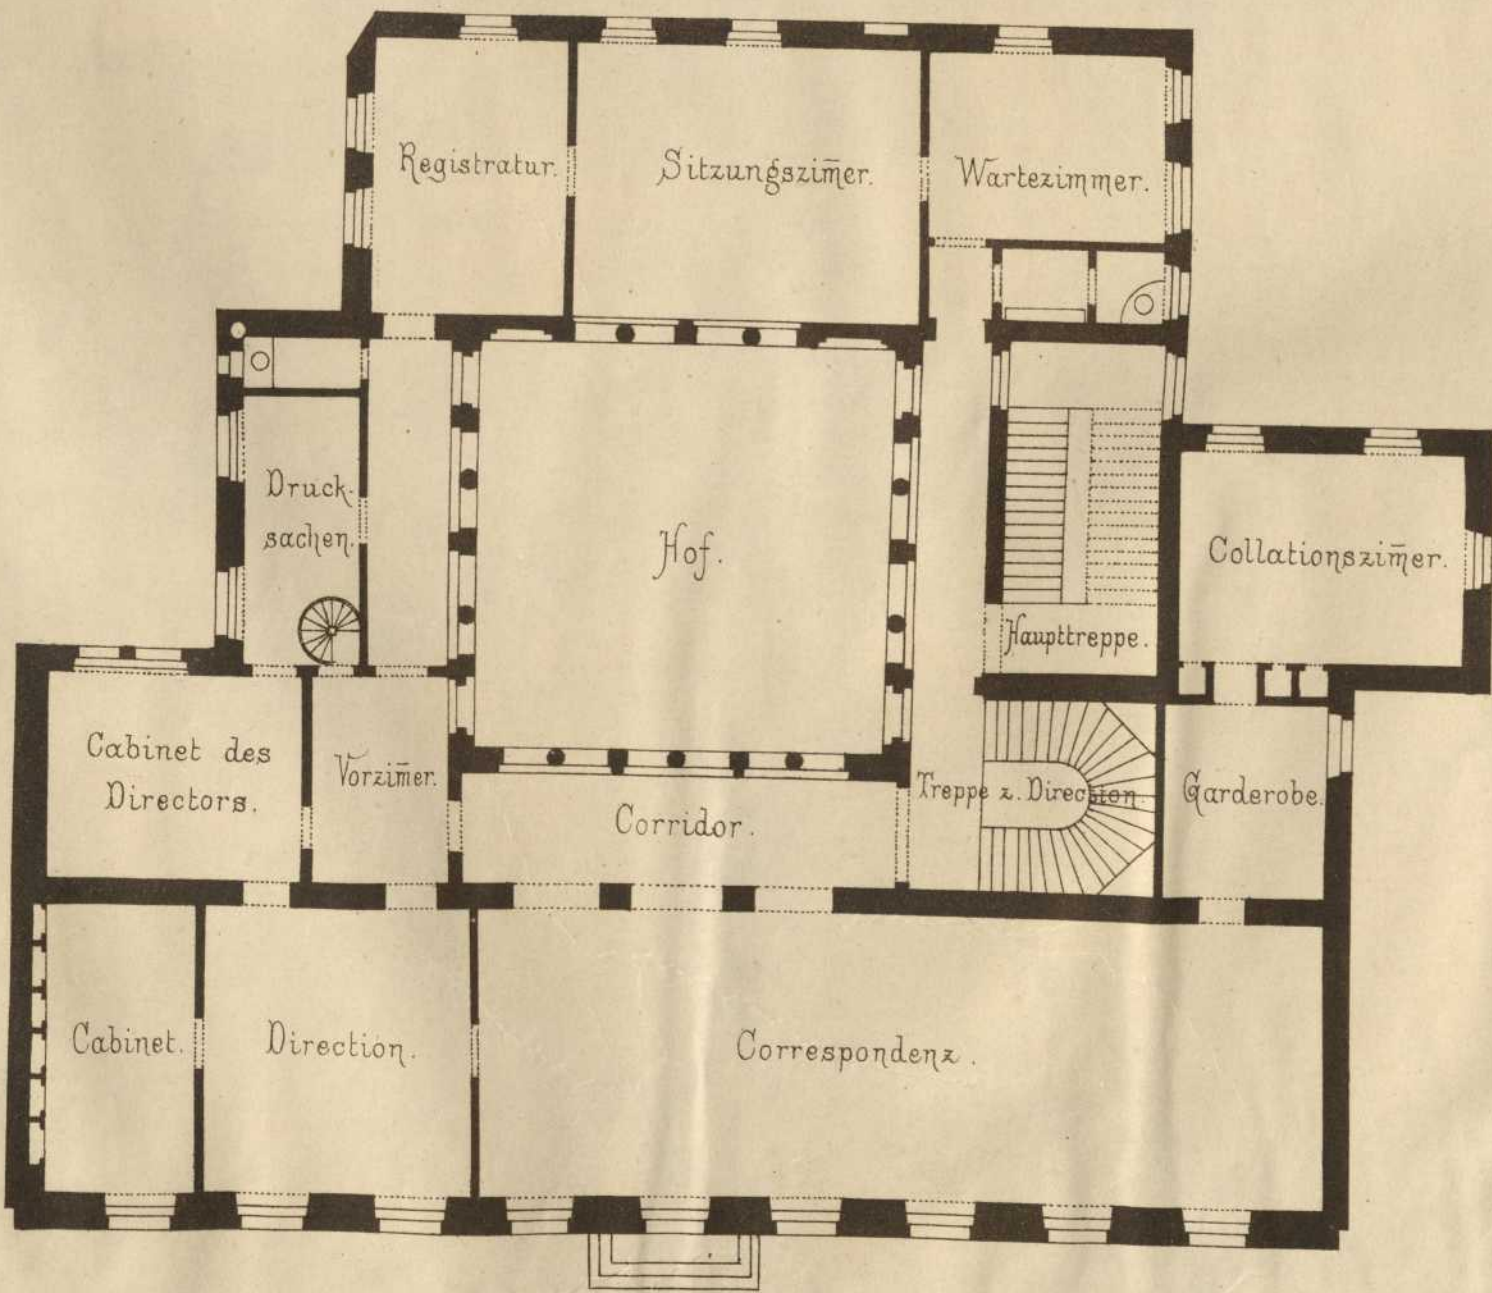 Registratur.
Sitzungszim̄er.
Wartezimmer.
Druck-
sachen.
Hof.
Collationszim̄er.
Haupttreppe.
Cabinet des
Directors.
Vorzim̄er.
Corridor.
Treppe z. Direction.
Garderobe.
Cabinet.
Direction.
Correspondenz.